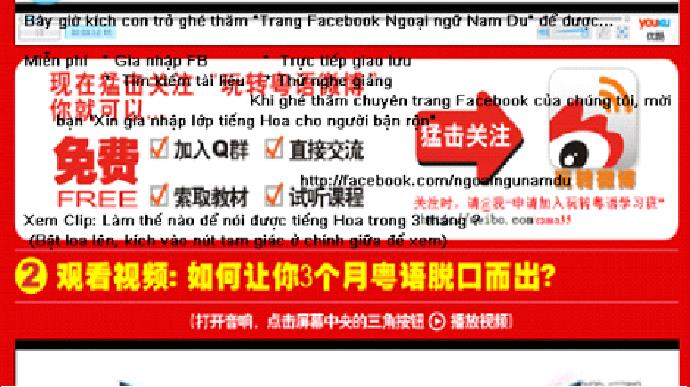 Bây giờ kích con trỏ ghé thăm "Trang Facebook Ngoại ngữ Nam Du" để được...
YOUKU
优酷
Miễn phí * Gia nhập FB * Trực tiếp giao lưu
* Tìm kiếm tài liệu * Thử nghe giảng
现在猛击关注 "玩转粤语微博"
你就可以...
Khi ghé thăm chuyên trang Facebook của chúng tôi, mời
bạn "Xin gia nhập lớp tiếng Hoa cho người bận rộn"
免费
FREE
加入Q群
直接交流
索取教材
试听课程
猛击关注
http://facebook.com/ngoaingunamdu
转微博
关注时, 请@我"申请加入玩转粤语学习获"
Xem Clip: Làm thế nào để nói được tiếng Hoa trong 3 tháng ?
(Bật loa lên, kích vào nút tam giác ở chính giữa để xem)
2 观看视频: 如何让你3个月粤语脱口而出?
(打开音响, 点击屏幕中央的三角按钮 播放视频)